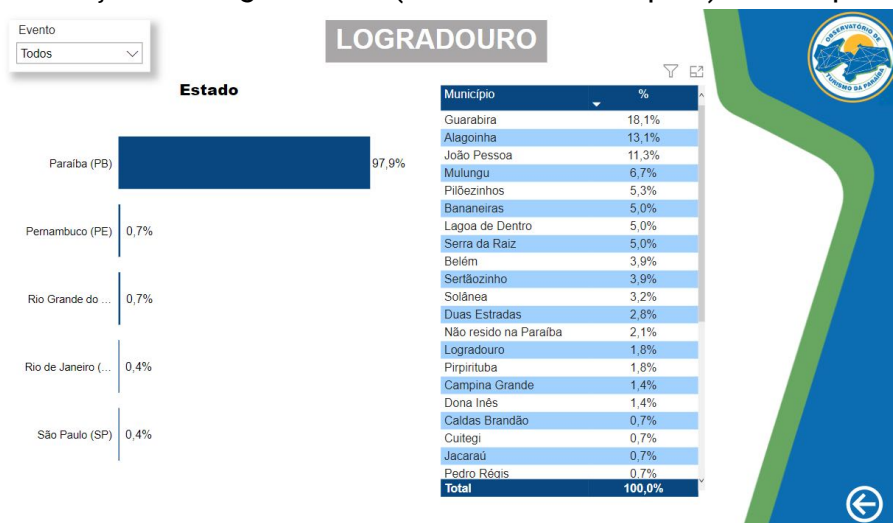 Evento
LOGRADOURO
Todos
Estado
Paraíba (PB)
97,9%
Pernambuco (PE)
0,7%
Rio Grande do ...
0,7%
Rio de Janeiro (...
0,4%
São Paulo (SP)
0,4%
Município %
Guarabira 18,1%
Alagoinha 13,1%
João Pessoa 11,3%
Mulungu 6,7%
Pilõezinhos 5,3%
Bananeiras 5,0%
Lagoa de Dentro 5,0%
Serra da Raiz 5,0%
Belém 3,9%
Sertãozinho 3,9%
Solânea 3,2%
Duas Estradas 2,8%
Não resido na Paraíba 2,1%
Logradouro 1,8%
Pirpirituba 1,8%
Campina Grande 1,4%
Dona Inês 1,4%
Caldas Brandão 0,7%
Cuitegi 0,7%
Jacaraú 0,7%
Pedro Régis 0,7%
Total 100,0%
OBSERVATÓRIO DE
TURISMO DA PARAÍBA